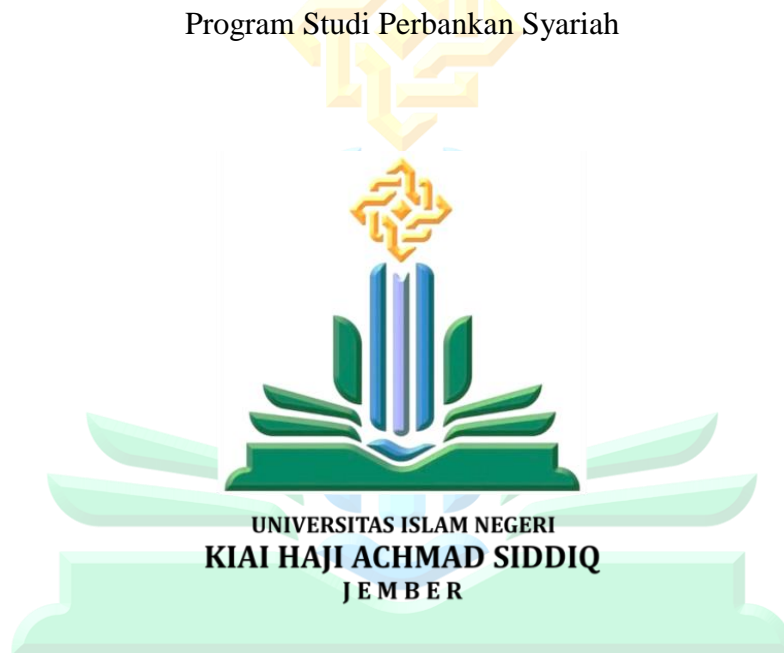 Program Studi Perbankan Syariah
UNIVERSITAS ISLAM NEGERI
KIAI HAJI ACHMAD SIDDIQ
JEMBER